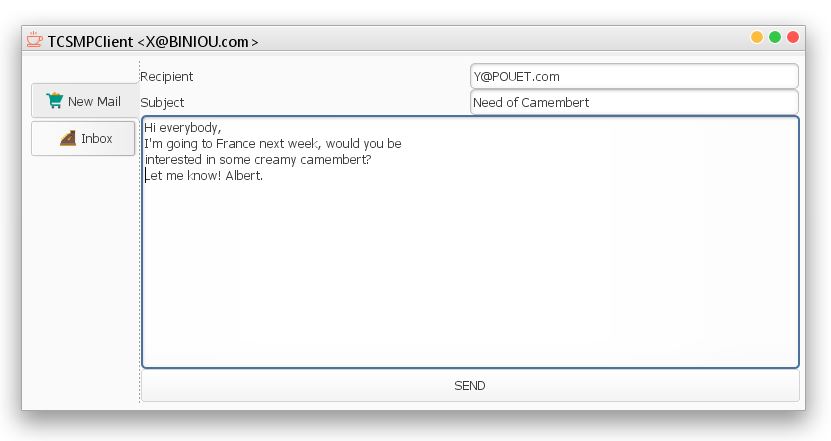 TCSMPClient <X@BINIOU.com>
New Mail
Inbox
Recipient
Y@POUET.com
Subject
Need of Camembert
Hi everybody,
I'm going to France next week, would you be
interested in some creamy camembert?
Let me know! Albert.
SEND